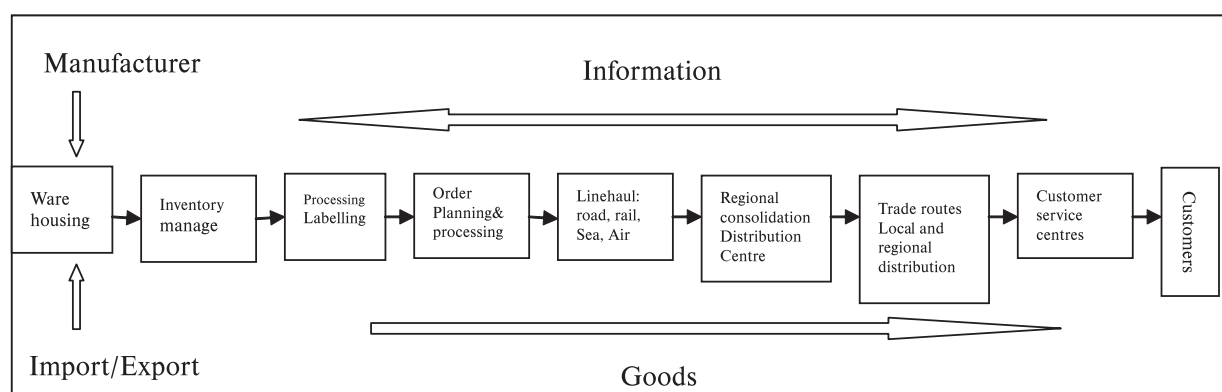 Manufacturer
Information
Ware
housing
Inventory
manage
Processing
Labelling
Order
Planning&
processing
Linehaul:
road, rail,
Sea, Air
Regional
consolidation
Distribution
Centre
Trade routes
Local and
regional
distribution
Customer
service
centres
Customers
Import/Export
Goods